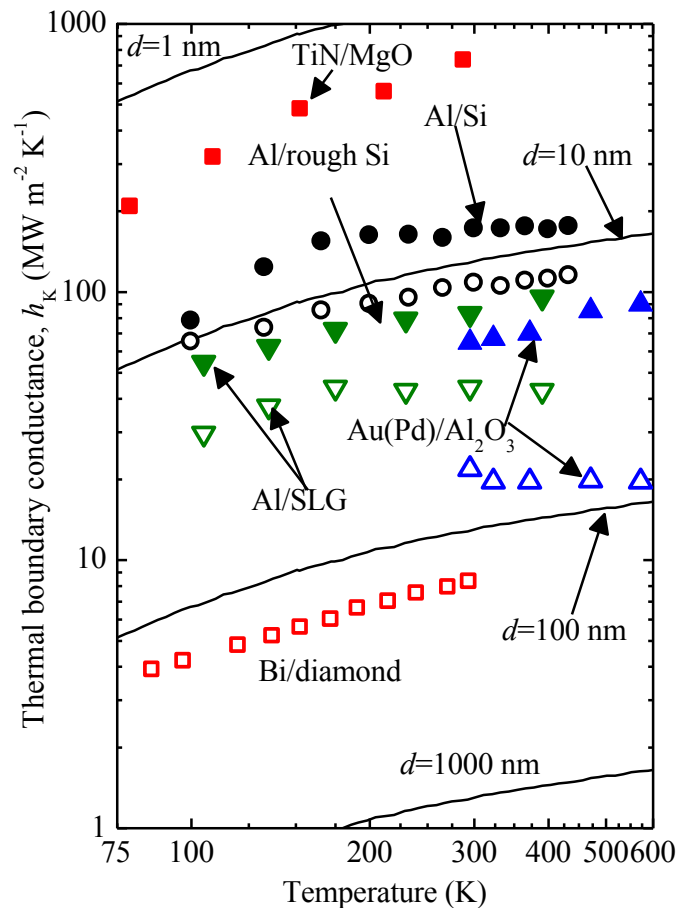 1000
d=1 nm
TiN/MgO
Al/Si
Al/rough Si
d=10 nm
100
Au(Pd)/Al₂O₃
Al/SLG
10
d=100 nm
Bi/diamond
d=1000 nm
1
75 100 200 300 400 500 600
Temperature (K)
Thermal boundary conductance, hK (MW m⁻² K⁻¹)